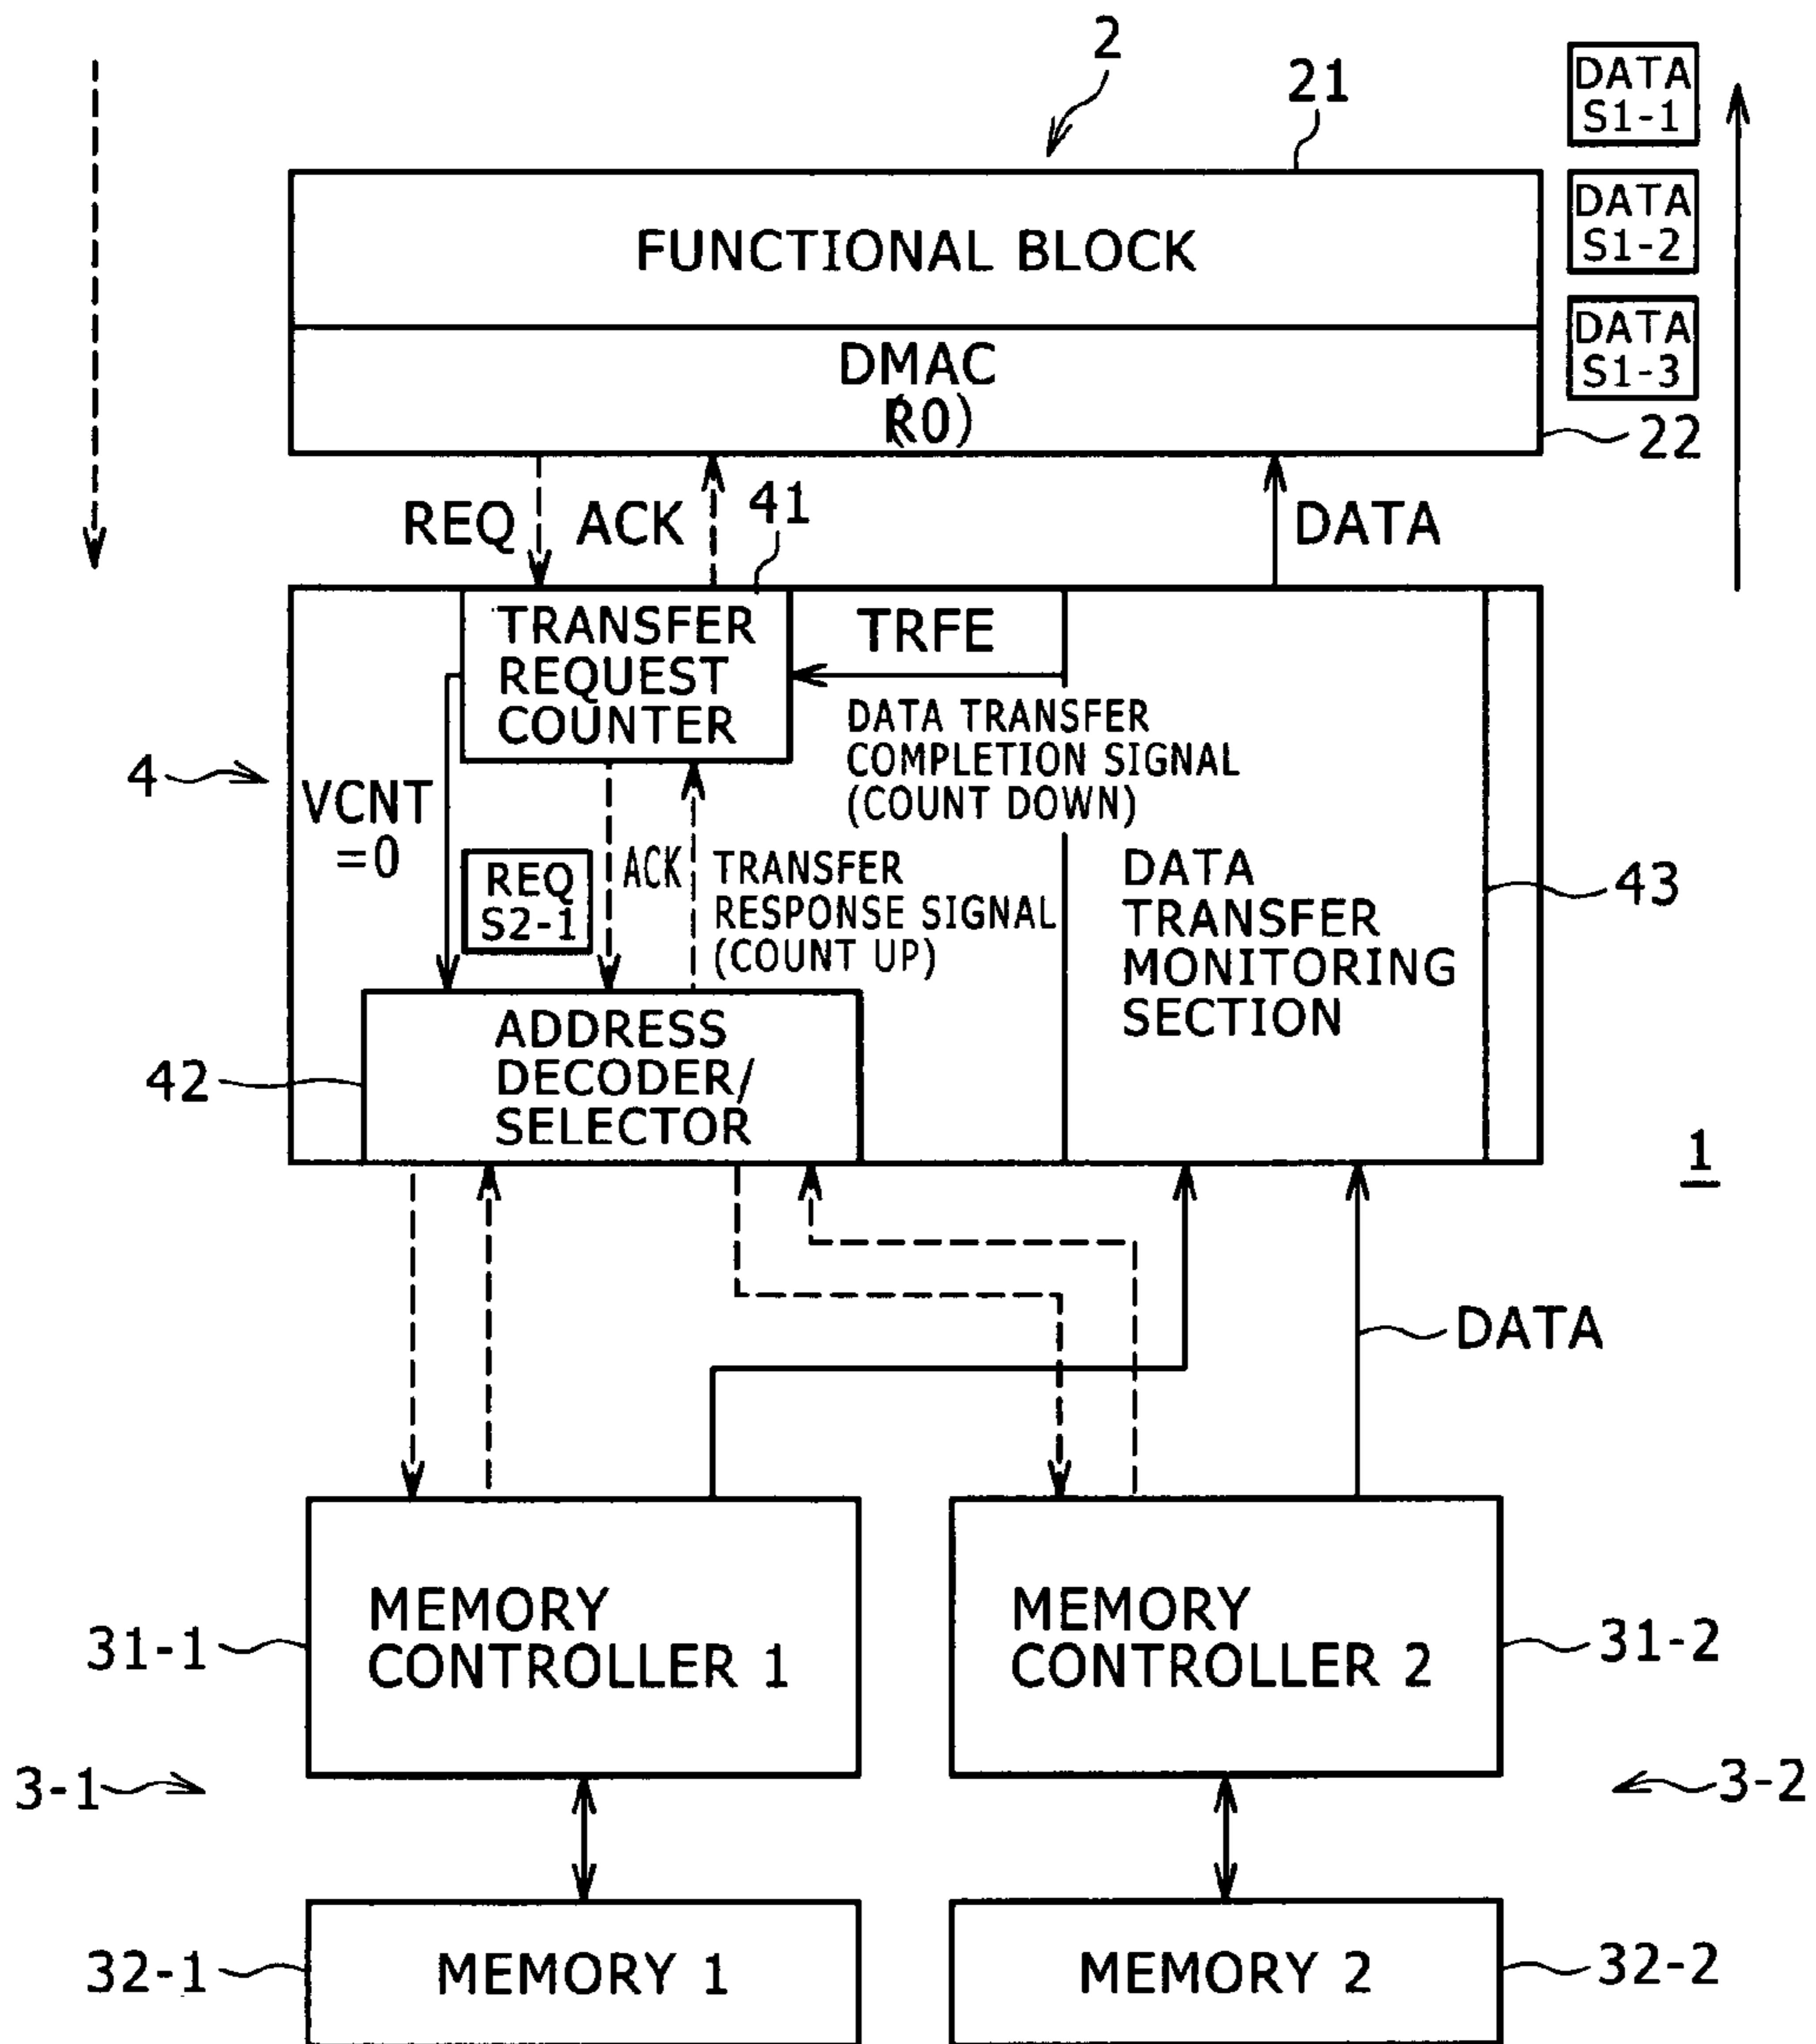 2
21
DATA
S1-1
DATA
S1-2
DATA
S1-3
FUNCTIONAL BLOCK
DMAC
(R0)
22
REQ
ACK
41
DATA
TRANSFER
REQUEST
COUNTER
TRFE
DATA TRANSFER
COMPLETION SIGNAL
(COUNT DOWN)
4
VCNT
=0
REQ
S2-1
ACK
TRANSFER
RESPONSE SIGNAL
(COUNT UP)
DATA
TRANSFER
MONITORING
SECTION
43
ADDRESS
DECODER/
SELECTOR
42
1
DATA
MEMORY
CONTROLLER 1
31-1
MEMORY
CONTROLLER 2
31-2
3-1
3-2
MEMORY 1
32-1
MEMORY 2
32-2